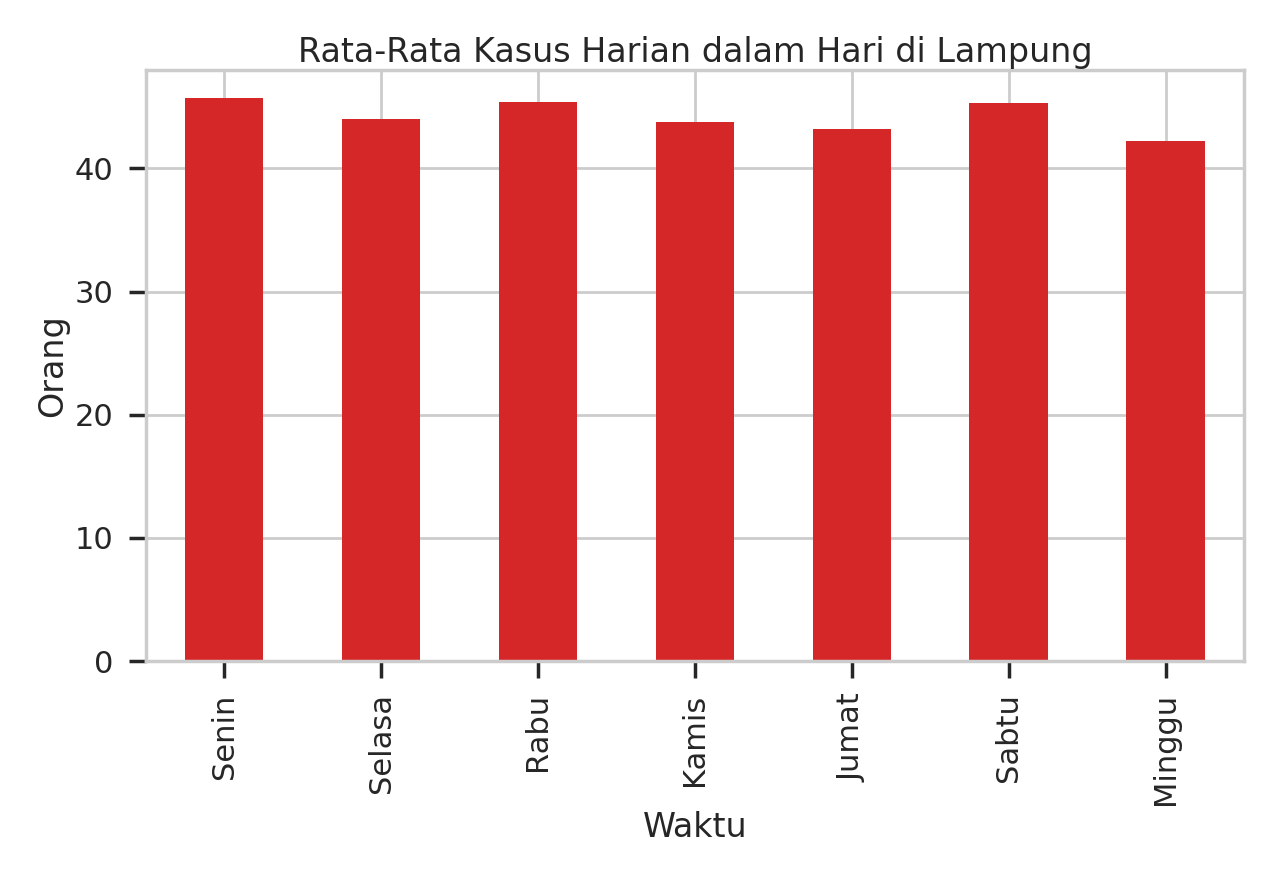 Rata-Rata Kasus Harian dalam Hari di Lampung
Orang
40
30
20
10
0
Senin
Selasa
Rabu
Kamis
Jumat
Sabtu
Minggu
Waktu